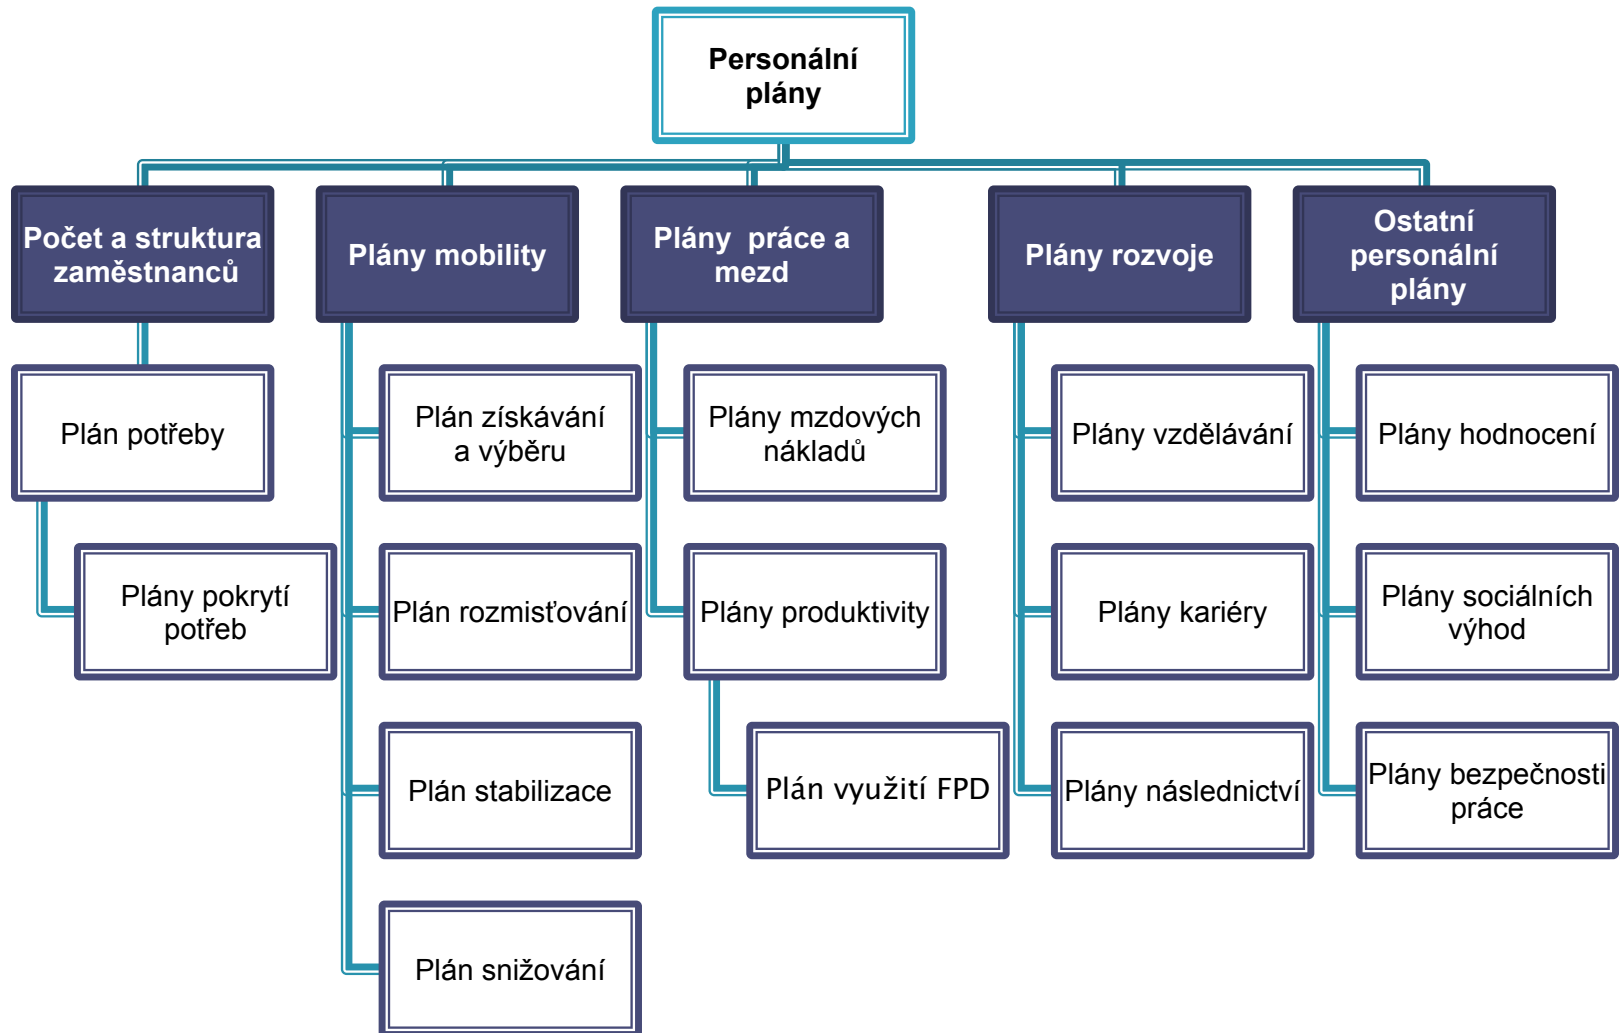 Personální
plány
Počet a struktura
zaměstnanců
Plány mobility
Plány  práce a
mezd
Plány rozvoje
Ostatní
personální
plány
Plán potřeby
Plán získávání
a výběru
Plány mzdových
nákladů
Plány vzdělávání
Plány hodnocení
Plány pokrytí
potřeb
Plán rozmisťování
Plány produktivity
Plány kariéry
Plány sociálních
výhod
Plán stabilizace
Plán využití FPD
Plány následnictví
Plány bezpečnosti
práce
Plán snižování